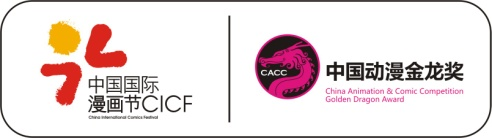 中国国际
漫画节CICF
China International Comics Festival
CACC
中国动漫金龙奖
China Animation & Comic Competition
Golden Dragon Award